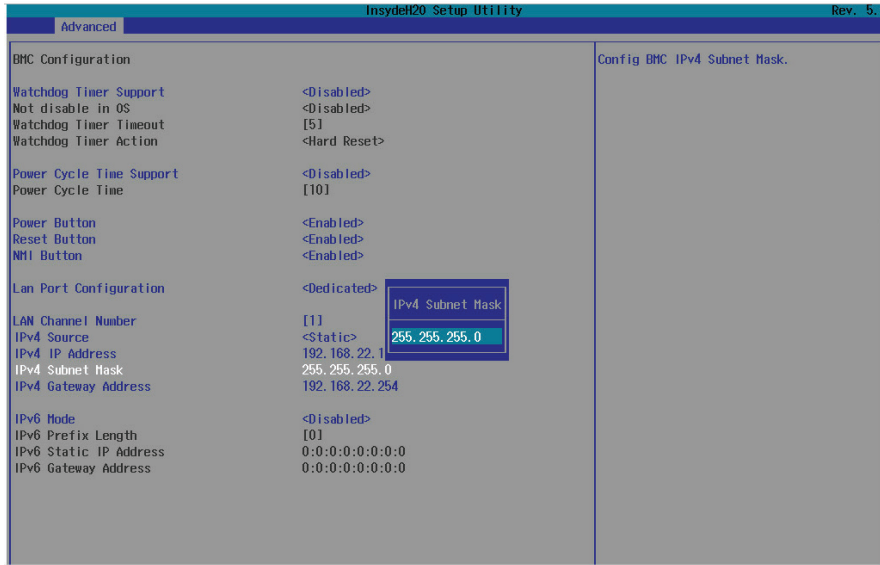 InsydeH2O Setup Utility Rev. 5.
Advanced
BMC Configuration
Config BMC IPv4 Subnet Mask.
Watchdog Timer Support <Disabled>
Not disable in OS <Disabled>
Watchdog Timer Timeout [5]
Watchdog Timer Action <Hard Reset>
Power Cycle Time Support <Disabled>
Power Cycle Time [10]
Power Button <Enabled>
Reset Button <Enabled>
NMI Button <Enabled>
Lan Port Configuration <Dedicated>
IPv4 Subnet Mask
255.255.255.0
LAN Channel Number [1]
IPv4 Source <Static>
IPv4 IP Address 192.168.22.1
IPv4 Subnet Mask 255.255.255.0
IPv4 Gateway Address 192.168.22.254
IPv6 Mode <Disabled>
IPv6 Prefix Length [0]
IPv6 Static IP Address 0:0:0:0:0:0:0:0
IPv6 Gateway Address 0:0:0:0:0:0:0:0